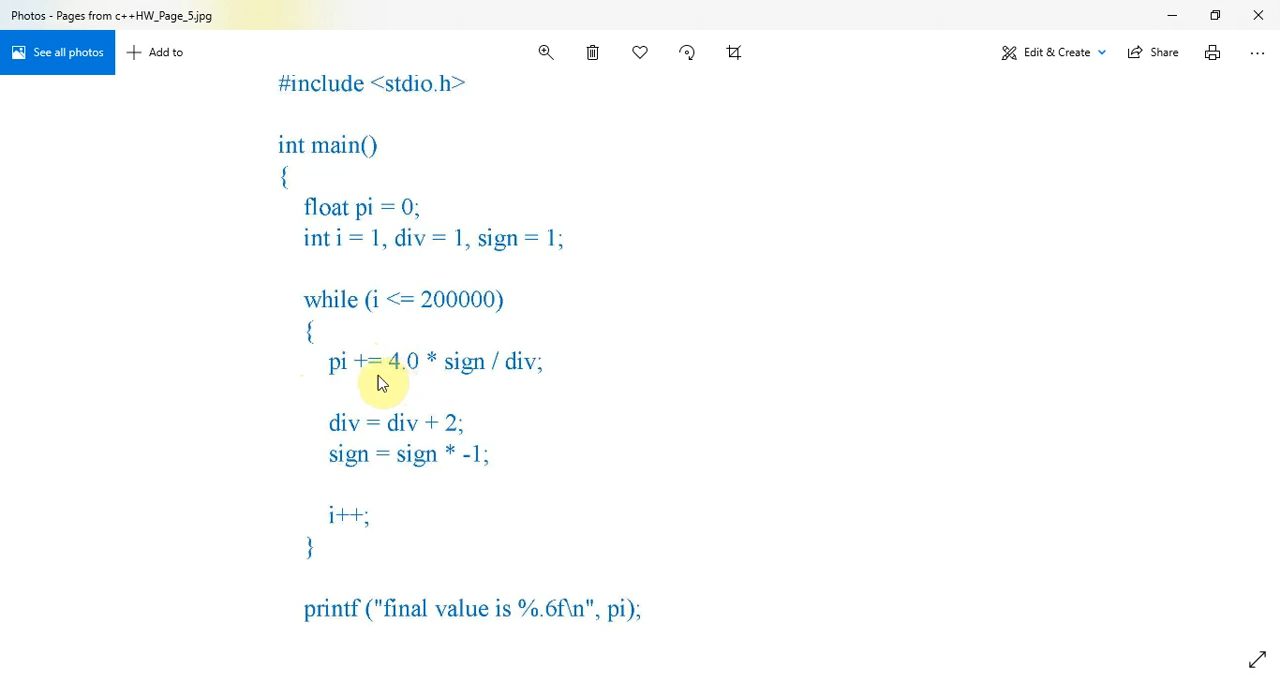 Photos - Pages from c++HW_Page_5.jpg
See all photos
Add to
Edit & Create
Share
#include <stdio.h>
int main()
{
float pi = 0;
int i = 1, div = 1, sign = 1;
while (i <= 200000)
{
pi += 4.0 * sign / div;
div = div + 2;
sign = sign * -1;
i++;
}
printf ("final value is %.6f\n", pi);